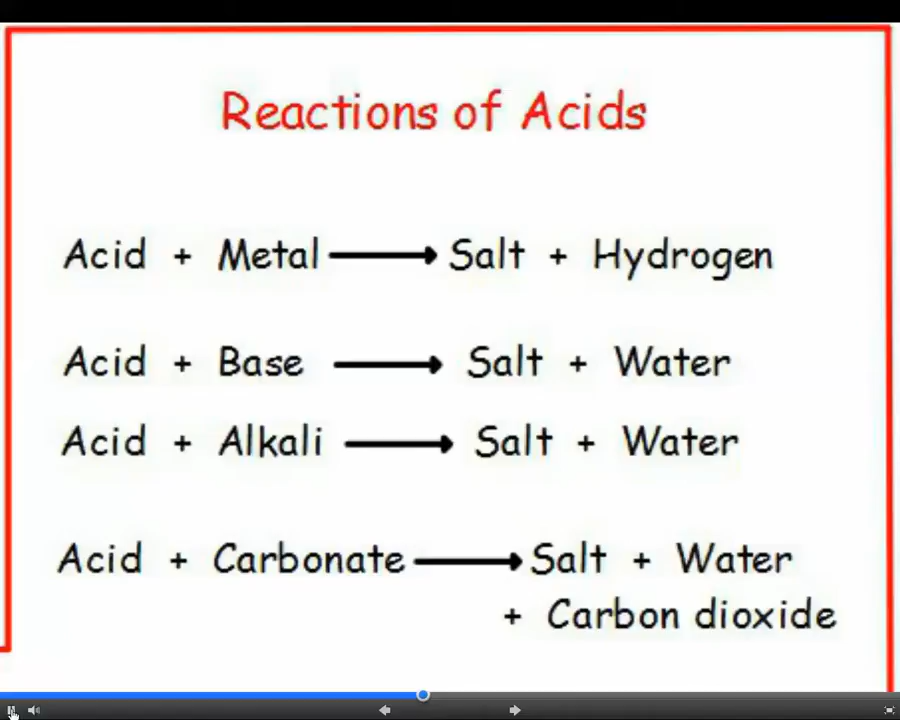 Reactions of Acids
Acid + Metal → Salt + Hydrogen
Acid + Base → Salt + Water
Acid + Alkali → Salt + Water
Acid + Carbonate → Salt + Water
+ Carbon dioxide